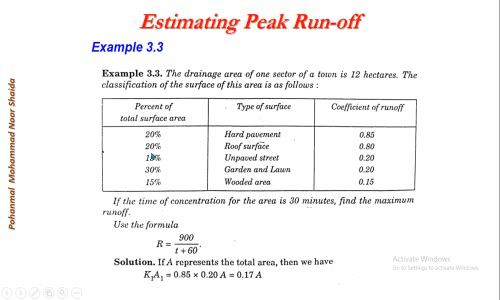 Estimating Peak Run-off
Example 3.3
Pohanmal Mohammad Noor Shaida
Example 3.3. The drainage area of one sector of a town is 12 hectares. The
classification of the surface of this area is as follows :
Percent of total surface area Type of surface Coefficient of runoff
20% Hard pavement 0.85
20% Roof surface 0.80
15% Unpaved street 0.20
30% Garden and Lawn 0.20
15% Wooded area 0.15
If the time of concentration for the area is 30 minutes, find the maximum
runoff.
Use the formula
R = 900 / t + 60 .
Solution. If A represents the total area, then we have
K₁A₁ = 0.85 × 0.20 A = 0.17 A
Activate Windows
Go to Settings to activate Windows.